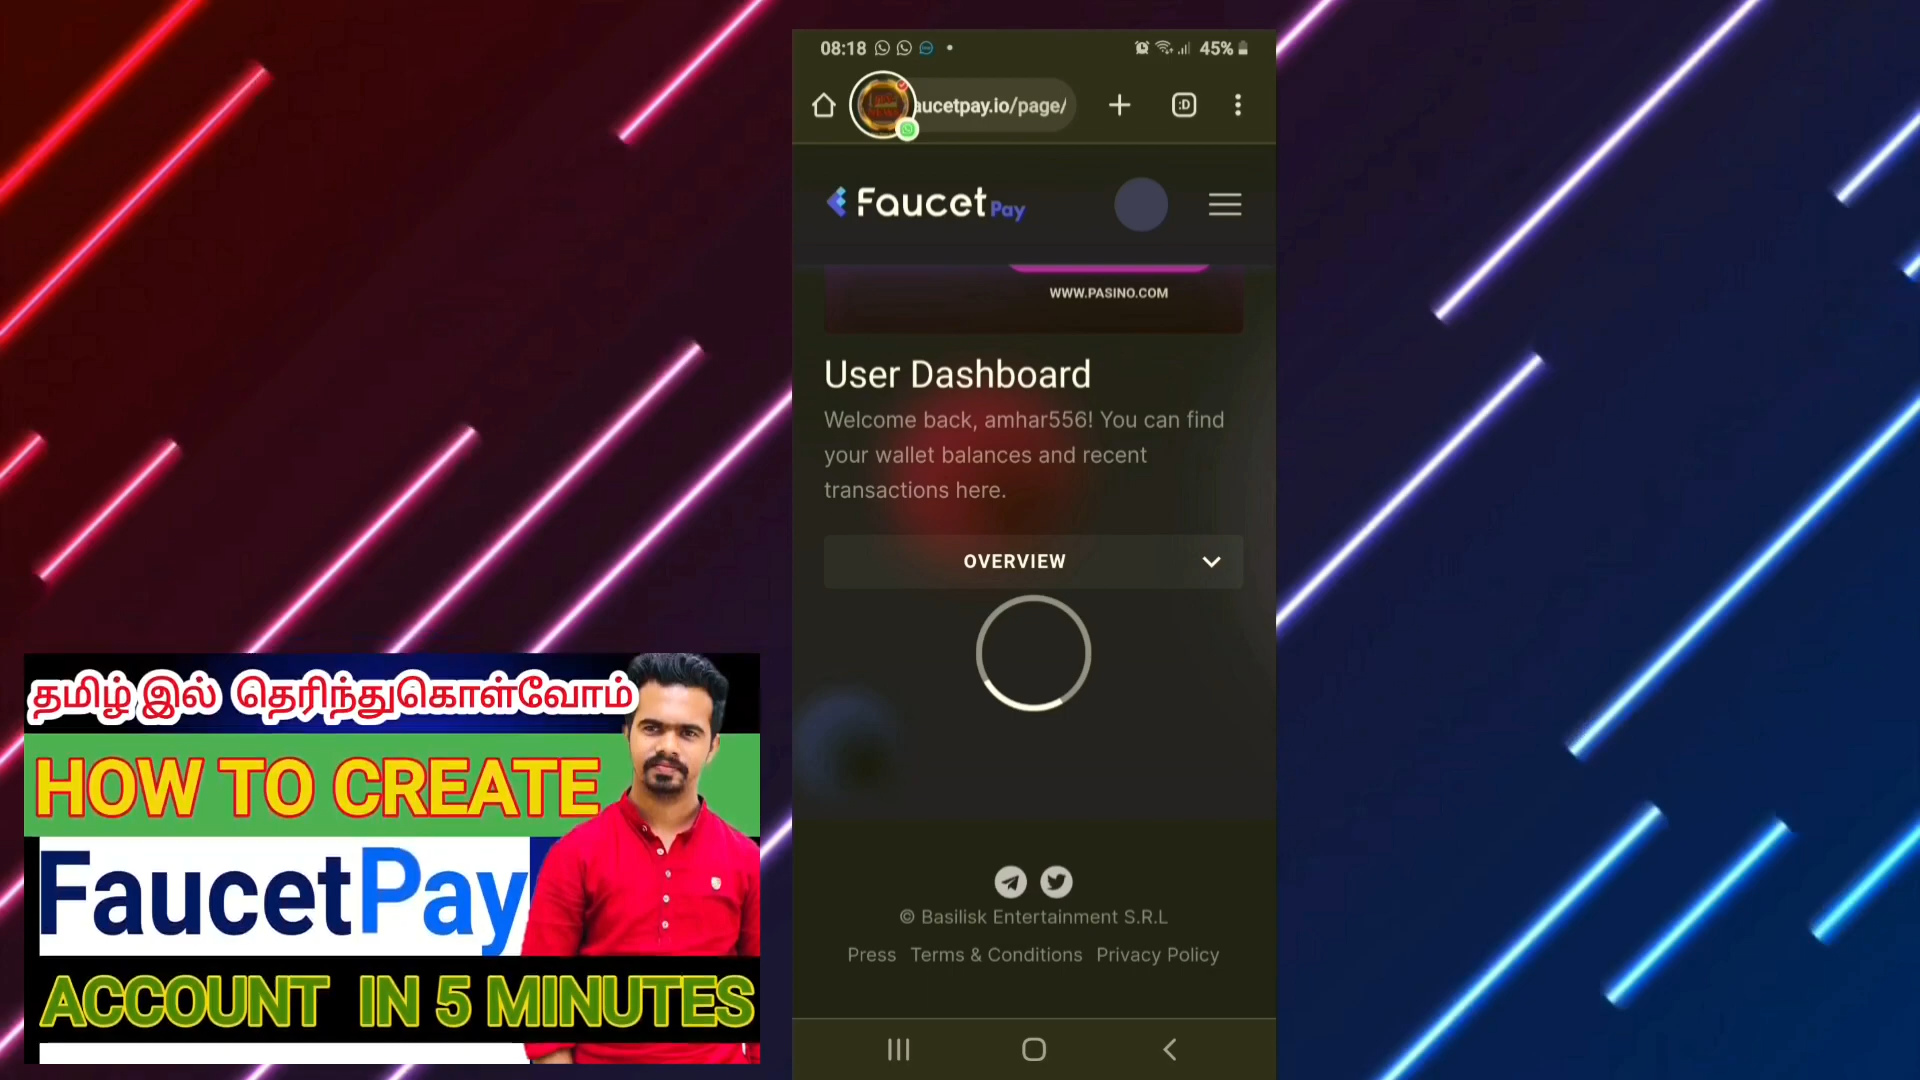 08:18
45%
aucetpay.io/page/
:D
Faucet Pay
WWW.PASINO.COM
User Dashboard
Welcome back, amhar556! You can find
your wallet balances and recent
transactions here.
OVERVIEW
© Basilisk Entertainment S.R.L
Press Terms & Conditions Privacy Policy
தமிழ் இல் தெரிந்துகொள்வோம்
HOW TO CREATE
FaucetPay
ACCOUNT IN 5 MINUTES